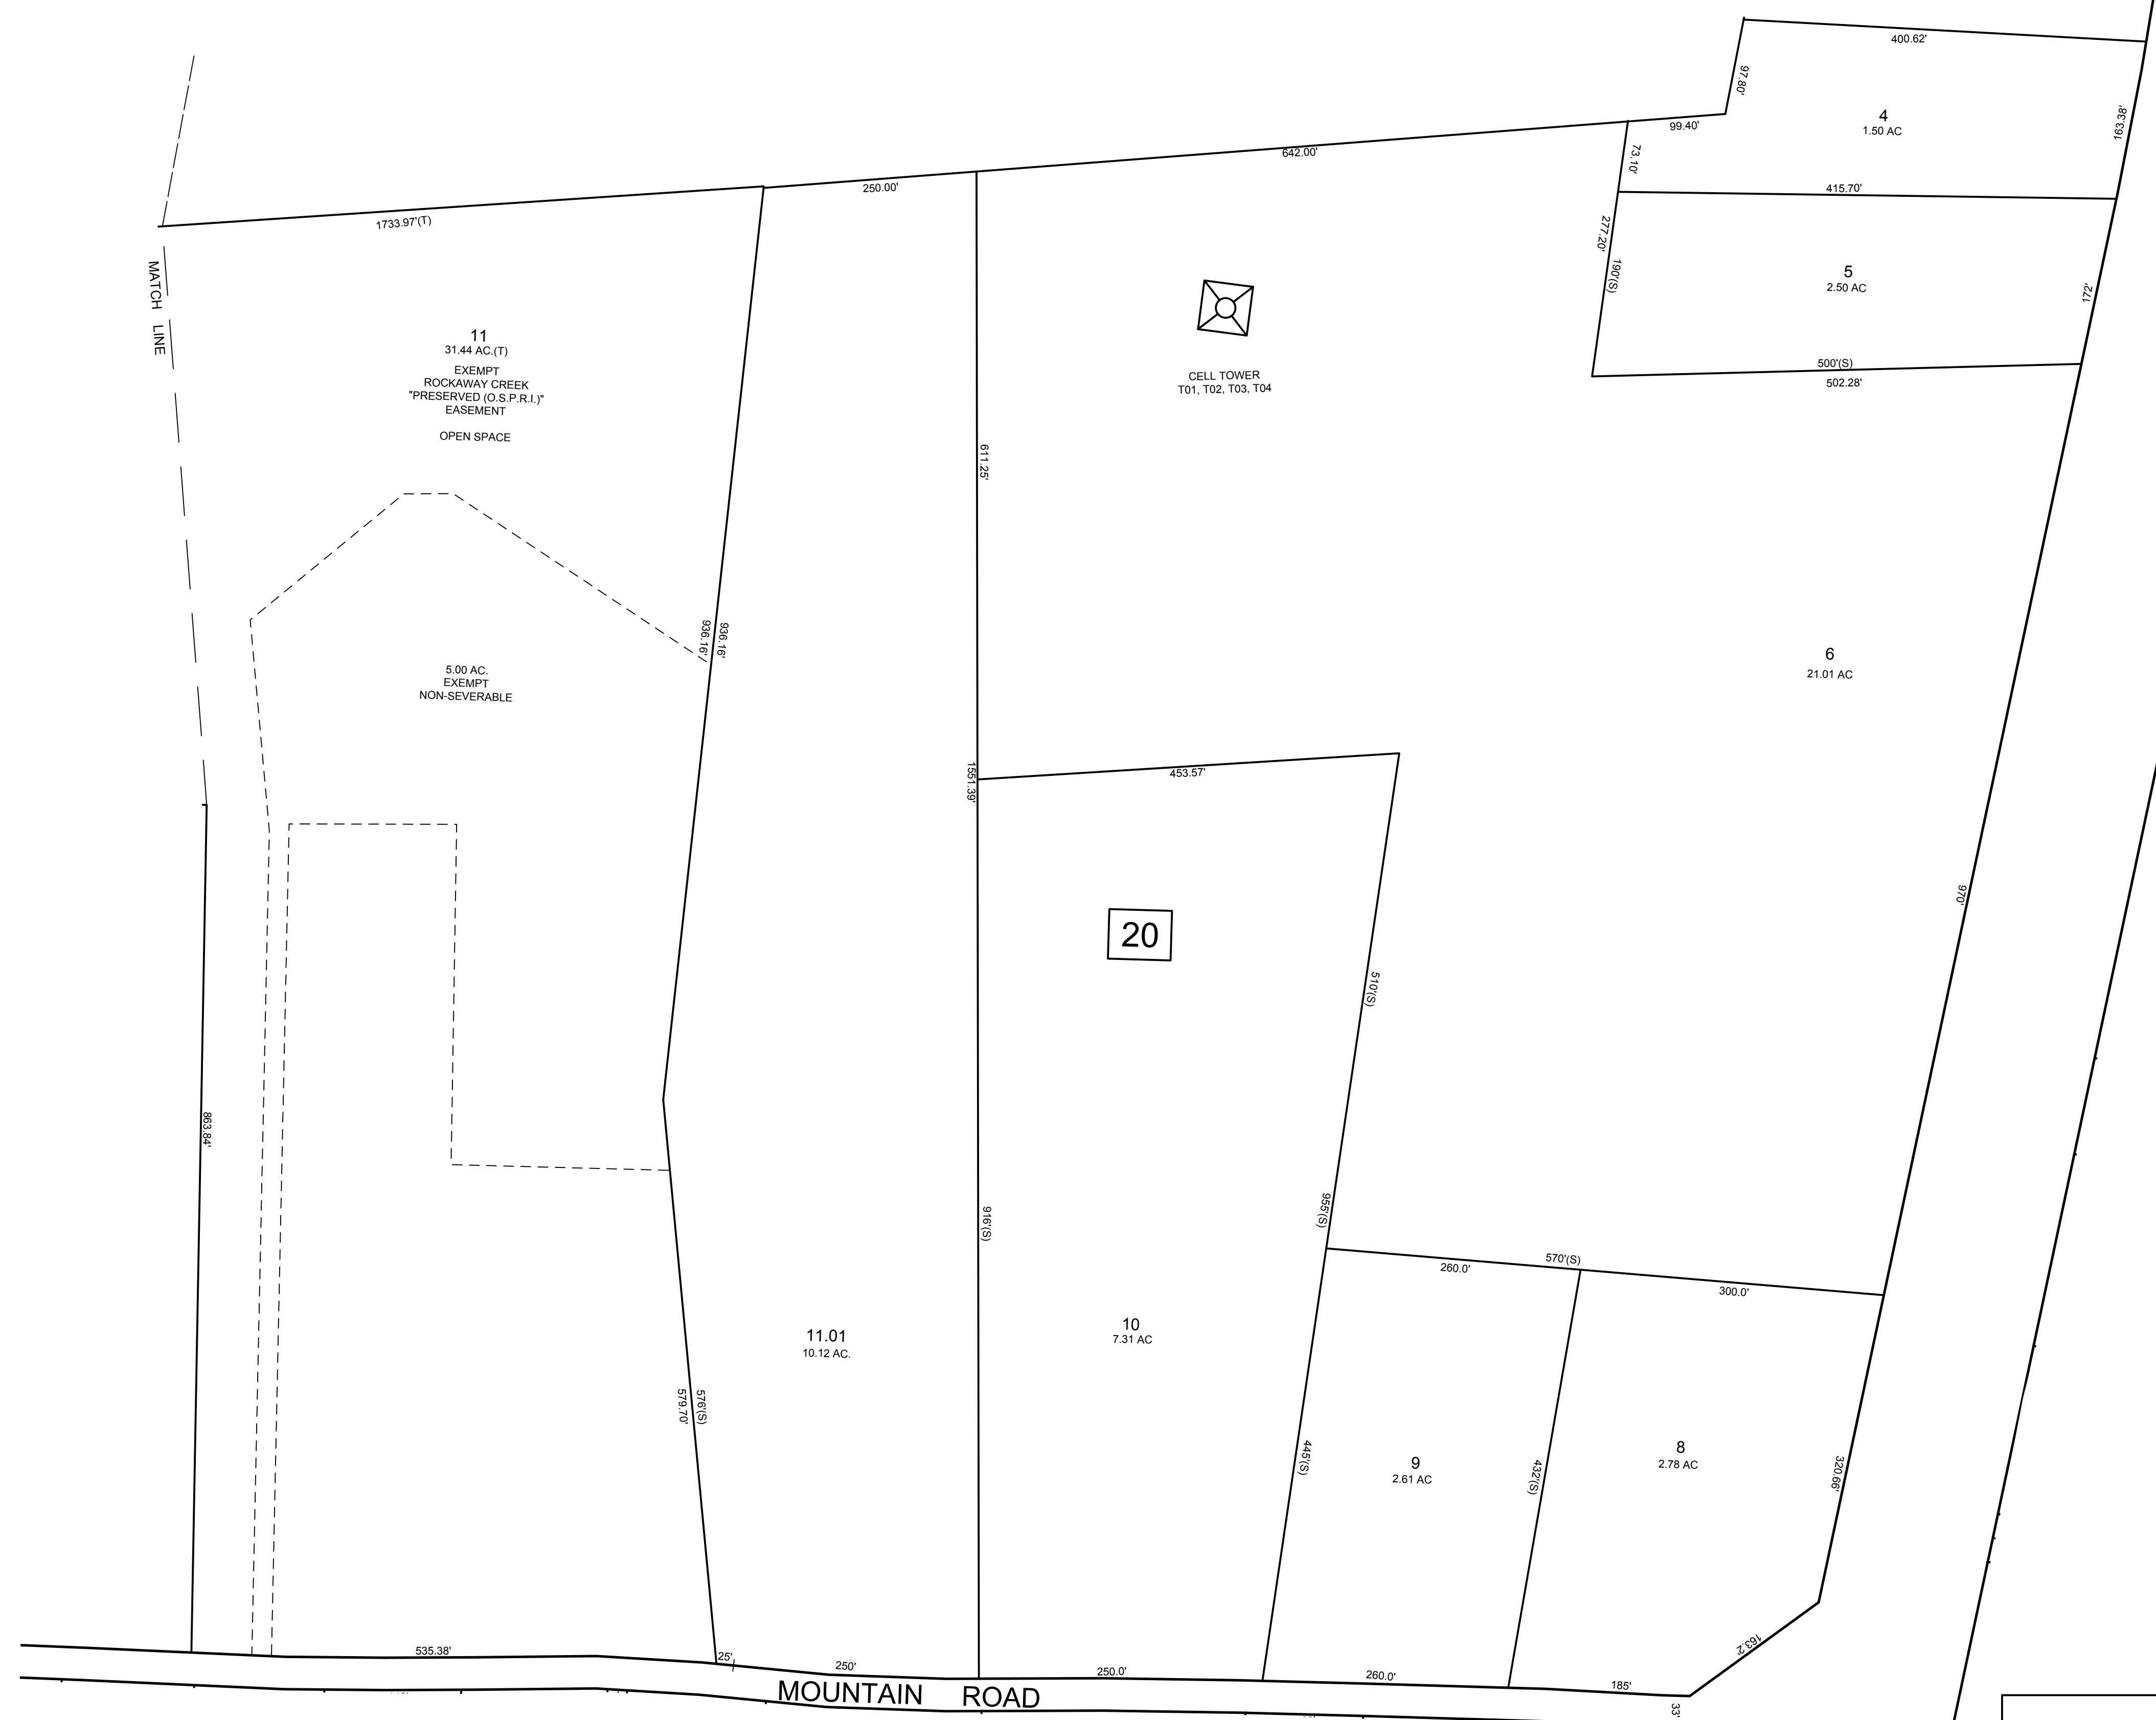 400.62'
97.80'
4
1.50 AC
163.38'
99.40'
642.00'
73.10'
250.00'
415.70'
1733.97'(T)
277.20'
190'(S)
5
2.50 AC
172'
MATCH LINE
11
31.44 AC.(T)
EXEMPT
ROCKAWAY CREEK
"PRESERVED (O.S.P.R.I.)"
EASEMENT
OPEN SPACE
CELL TOWER
T01, T02, T03, T04
500'(S)
502.28'
611.25'
936.16'
936.16'
6
21.01 AC
5.00 AC.
EXEMPT
NON-SEVERABLE
1551.39'
453.57'
970'
20
510'(S)
863.84'
916'(S)
955'(S)
570'(S)
260.0'
300.0'
11.01
10.12 AC.
10
7.31 AC
579.70'
576'(S)
445'(S)
9
2.61 AC
432'(S)
8
2.78 AC
320.66'
535.38'
25'
250'
250.0'
260.0'
185'
163.2'
33'
MOUNTAIN ROAD